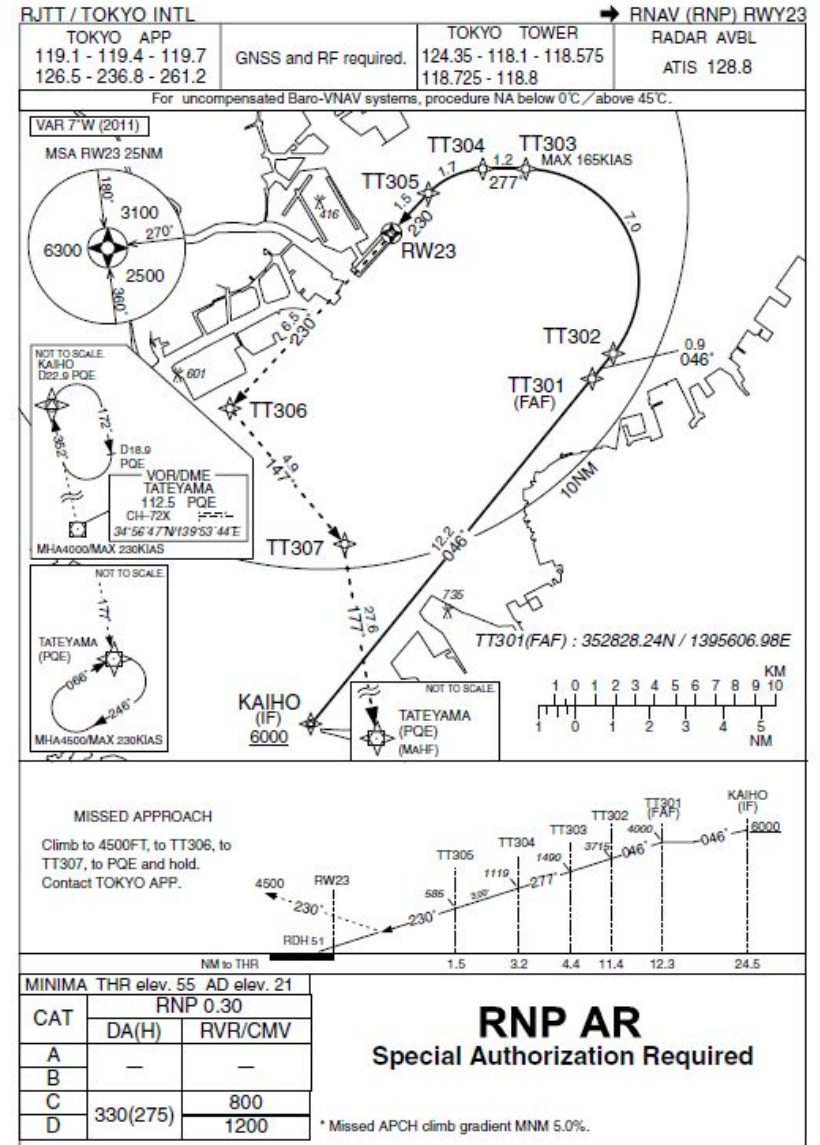 RJTT / TOKYO INTL
➡ RNAV (RNP) RWY23
TOKYO APP
119.1 - 119.4 - 119.7
126.5 - 236.8 - 261.2
GNSS and RF required.
TOKYO TOWER
124.35 - 118.1 - 118.575
118.725 - 118.8
RADAR AVBL
ATIS 128.8
For uncompensated Baro-VNAV systems, procedure NA below 0℃／above 45℃.
VAR 7°W (2011)
MSA RW23 25NM
180°
3100
270°
6300
2500
360°
416
TT304
1.2
277°
TT303
MAX 165KIAS
1.7
TT305
1.5
230
RW23
7.0
6.5
230°
TT302
0.9
046°
TT301
(FAF)
10NM
601
TT306
4.9
147°
TT307
12.2
046°
NOT TO SCALE.
KAIHO
D22.9 PQE
172°
352°
D18.9
PQE
VOR/DME
TATEYAMA
112.5 PQE
CH-72X
34°56'47"N/139°53'44"E
MHA4000/MAX 230KIAS
NOT TO SCALE.
177°
TATEYAMA
(PQE)
066°
246°
MHA4500/MAX 230KIAS
735
27.6
177°
TT301(FAF) : 352828.24N / 1395606.98E
KAIHO
(IF)
6000
NOT TO SCALE.
TATEYAMA
(PQE)
(MAHF)
KM
1 0 1 2 3 4 5 6 7 8 9 10
1 0 1 2 3 4 5
NM
MISSED APPROACH
Climb to 4500FT, to TT306, to
TT307, to PQE and hold.
Contact TOKYO APP.
4500
RW23
230°
RDH 51
TT305
585
230°
3.00°
TT304
1119
277°
TT303
1490
TT302
3715
046°
TT301
(FAF)
4000
046°
KAIHO
(IF)
6000
NM to THR
1.5 3.2 4.4 11.4 12.3 24.5
MINIMA THR elev. 55 AD elev. 21
CAT
RNP 0.30
DA(H) RVR/CMV
A
B
— —
C
D
330(275)
800
1200
RNP AR
Special Authorization Required
* Missed APCH climb gradient MNM 5.0%.